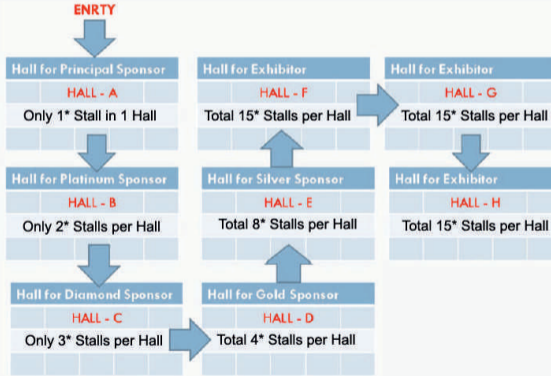 ENRTY
Hall for Principal Sponsor
HALL - A
Only 1* Stall in 1 Hall
Hall for Platinum Sponsor
HALL - B
Only 2* Stalls per Hall
Hall for Diamond Sponsor
HALL - C
Only 3* Stalls per Hall
Hall for Gold Sponsor
HALL - D
Total 4* Stalls per Hall
Hall for Silver Sponsor
HALL - E
Total 8* Stalls per Hall
Hall for Exhibitor
HALL - F
Total 15* Stalls per Hall
Hall for Exhibitor
HALL - G
Total 15* Stalls per Hall
Hall for Exhibitor
HALL - H
Total 15* Stalls per Hall